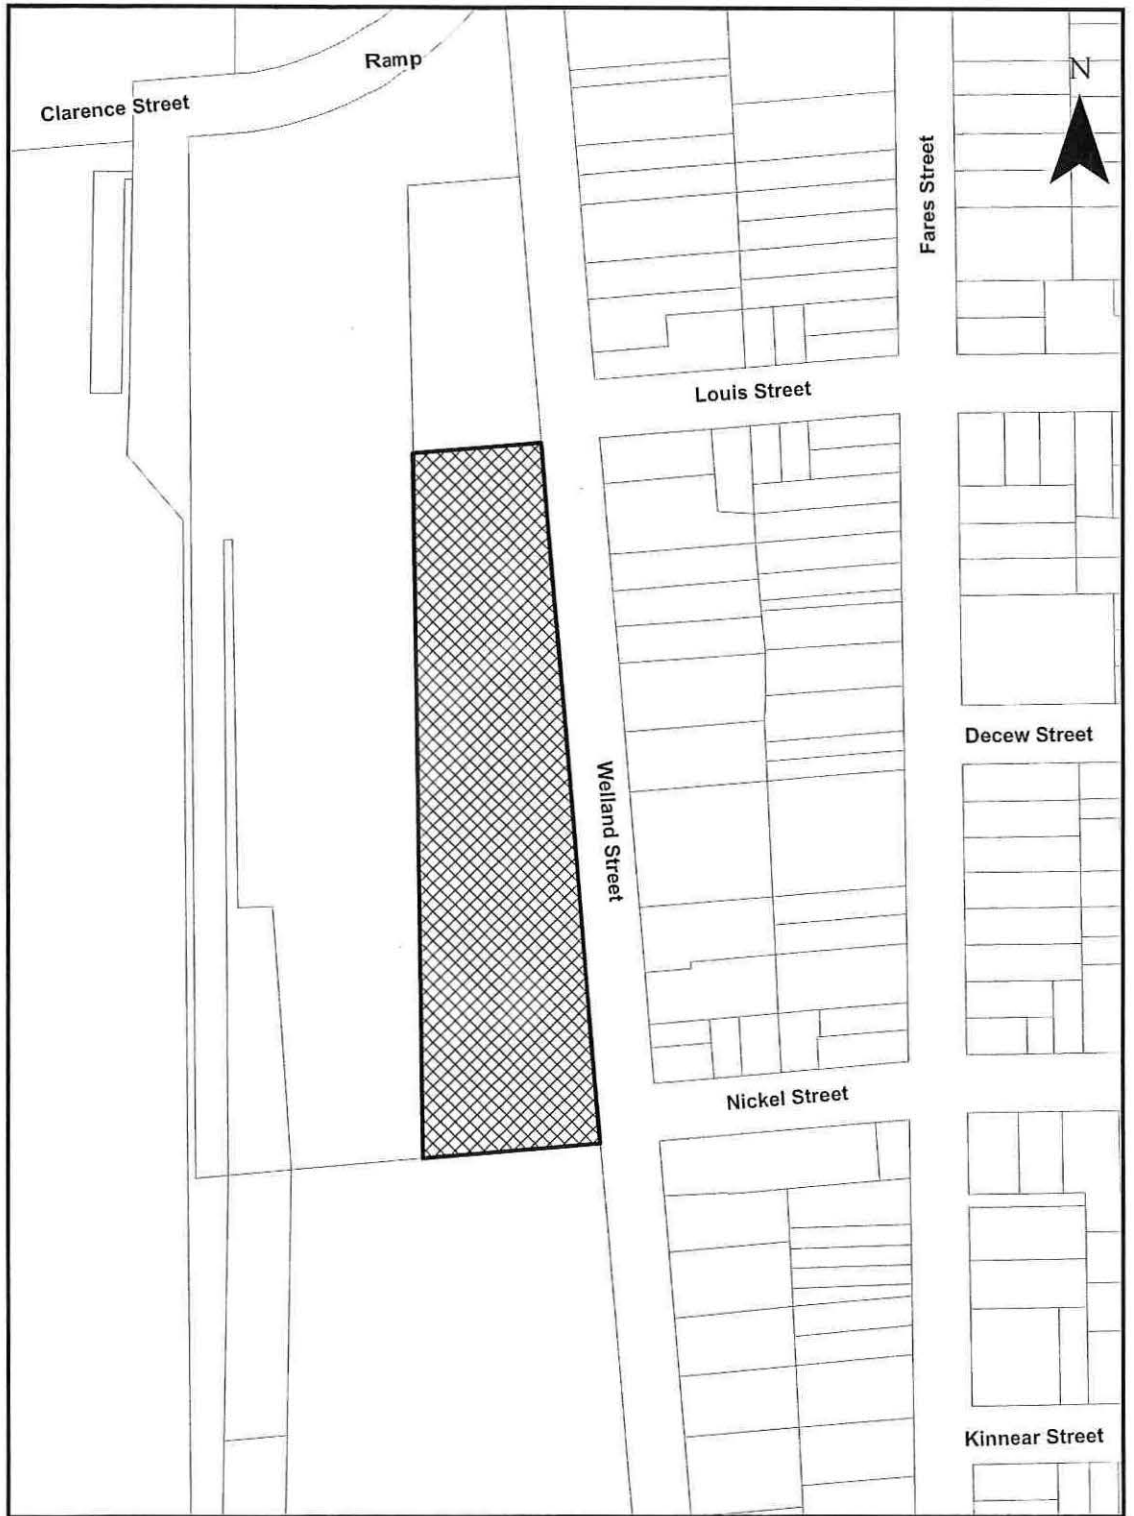 Ramp
N
Clarence Street
Fares Street
Louis Street
Decew Street
Welland Street
Nickel Street
Kinnear Street